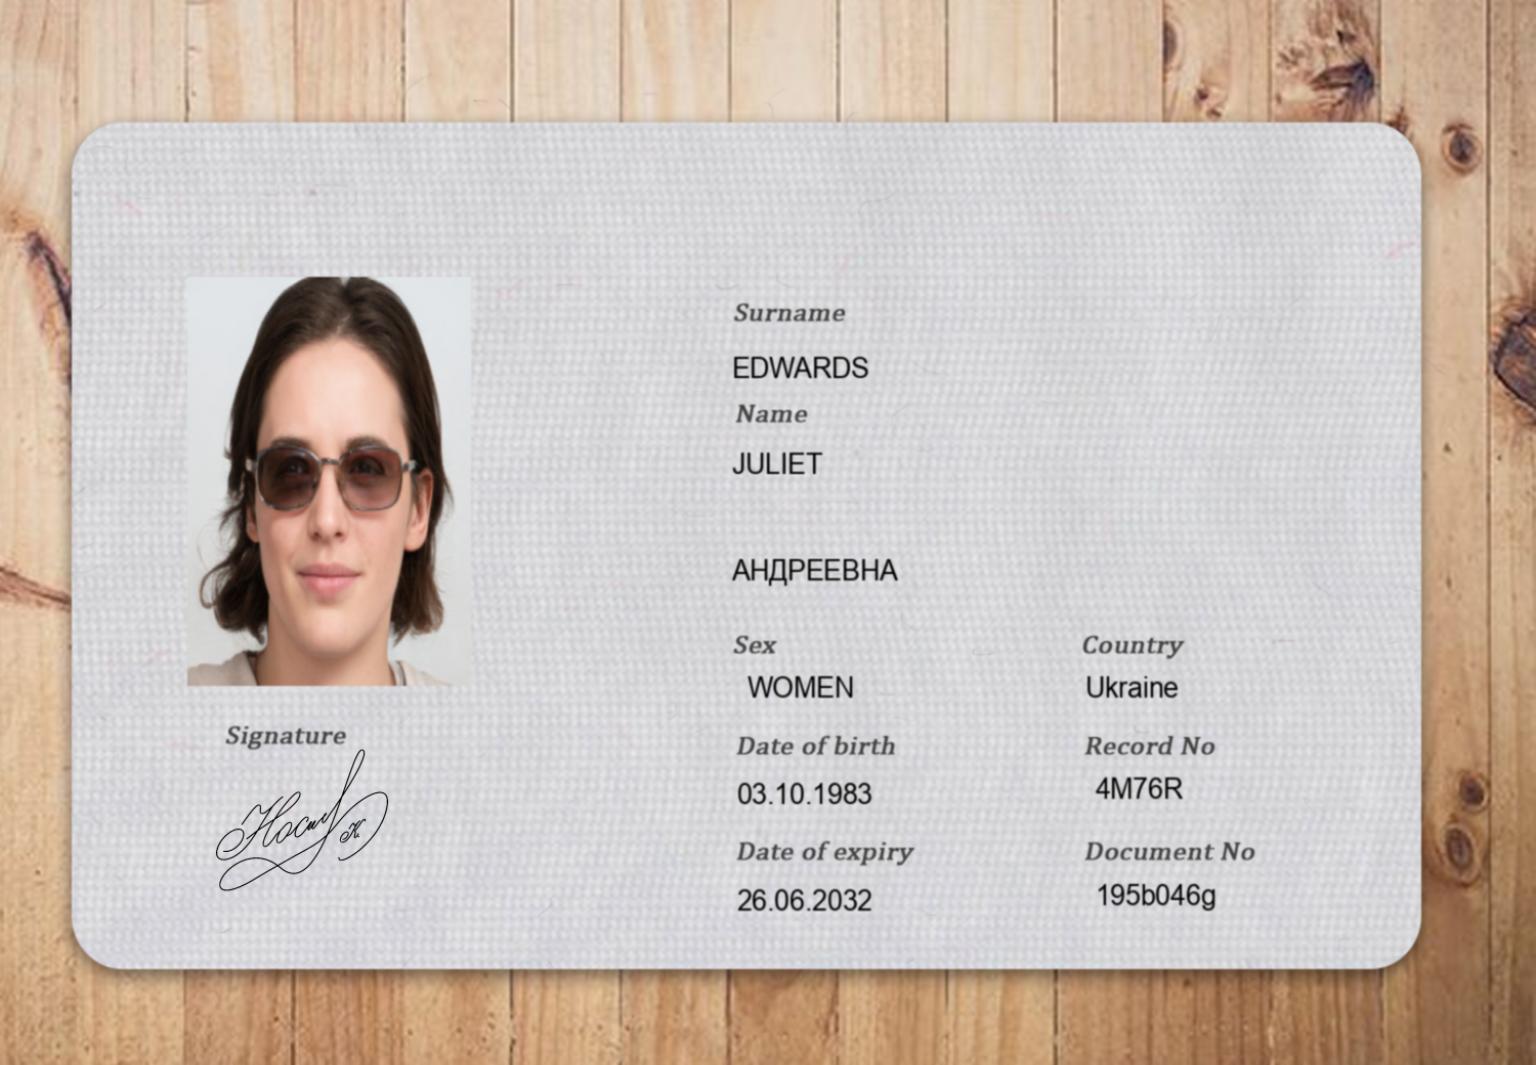 Surname
EDWARDS
Name
JULIET
АНДРЕЕВНА
Sex
WOMEN
Country
Ukraine
Date of birth
03.10.1983
Record No
4M76R
Date of expiry
26.06.2032
Document No
195b046g
Signature